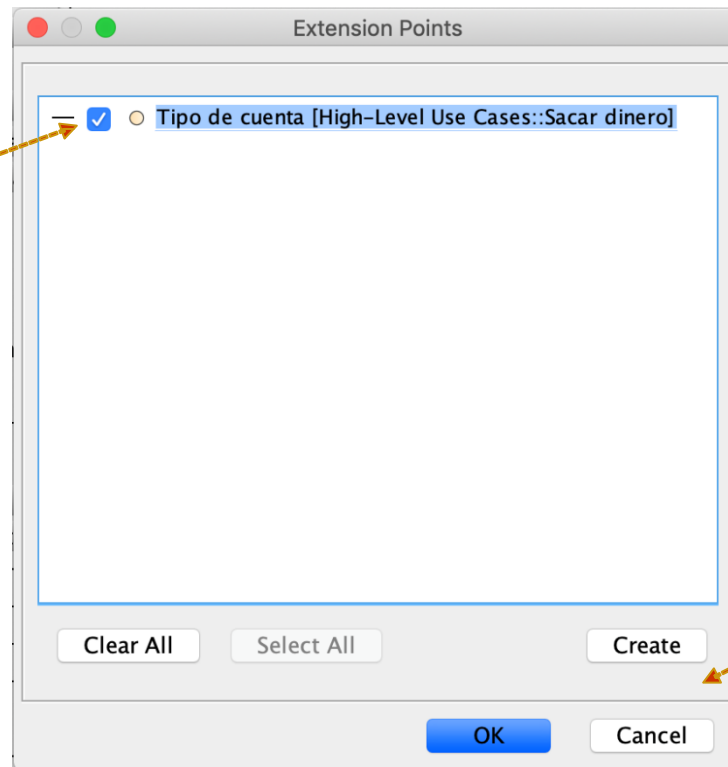 Extension Points
Tipo de cuenta [High-Level Use Cases::Sacar dinero]
Clear All Select All Create
OK Cancel